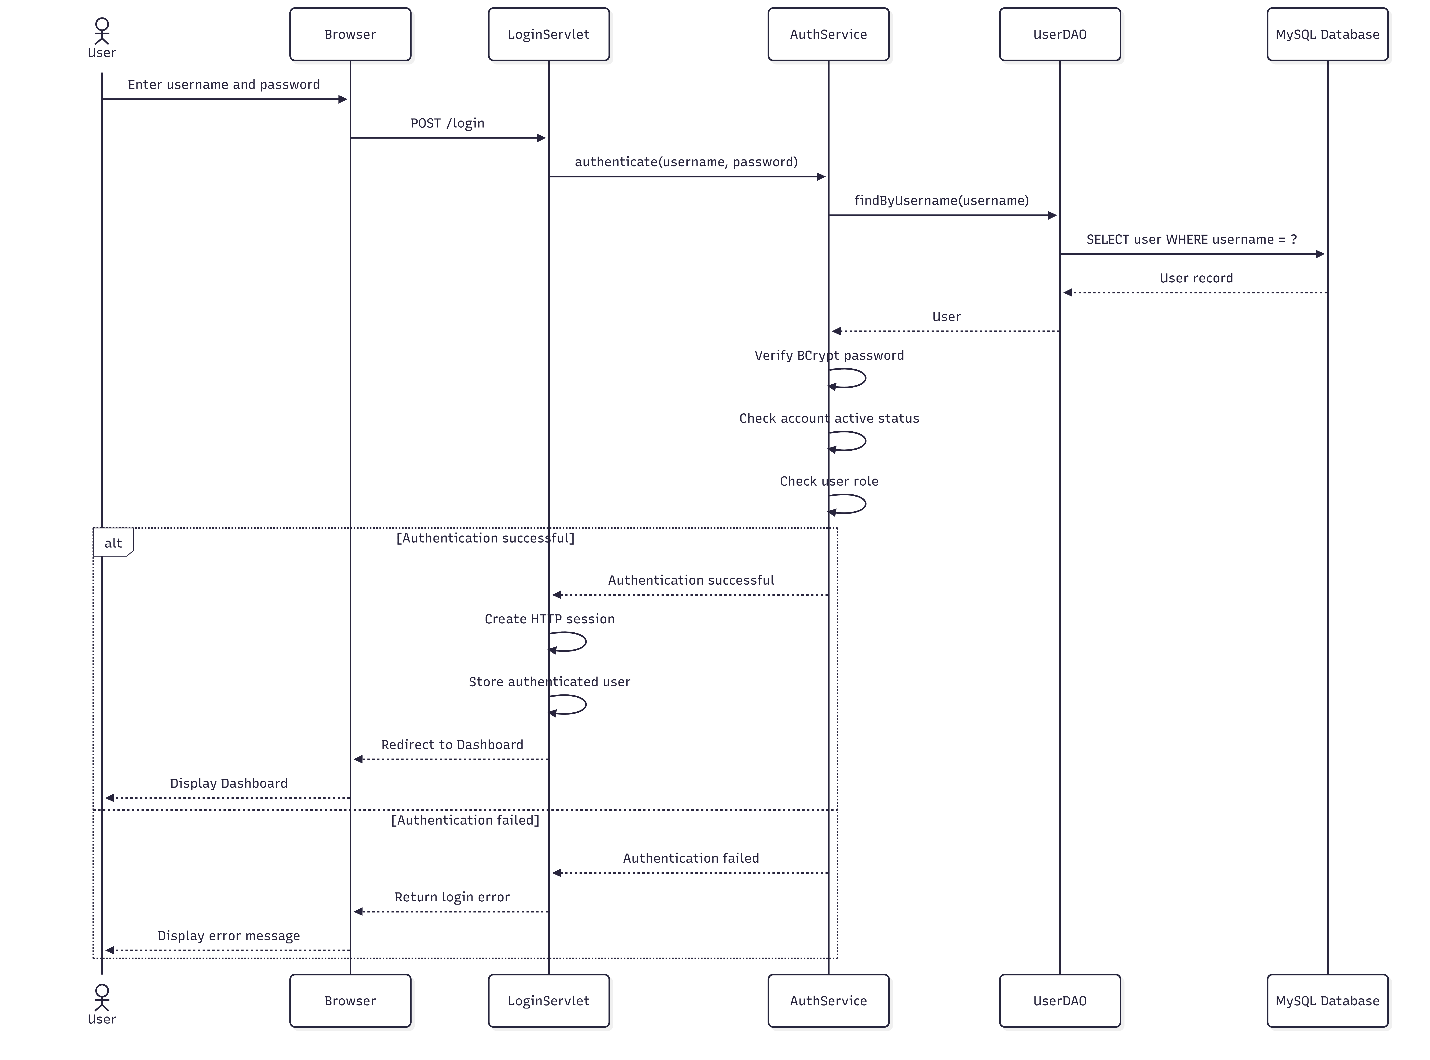 User
Browser
LoginServlet
AuthService
UserDAO
MySQL Database
Enter username and password
POST /login
authenticate(username, password)
findByUsername(username)
SELECT user WHERE username = ?
User record
User
Verify BCrypt password
Check account active status
Check user role
alt
[Authentication successful]
Authentication successful
Create HTTP session
Store authenticated user
Redirect to Dashboard
Display Dashboard
[Authentication failed]
Authentication failed
Return login error
Display error message
User
Browser
LoginServlet
AuthService
UserDAO
MySQL Database